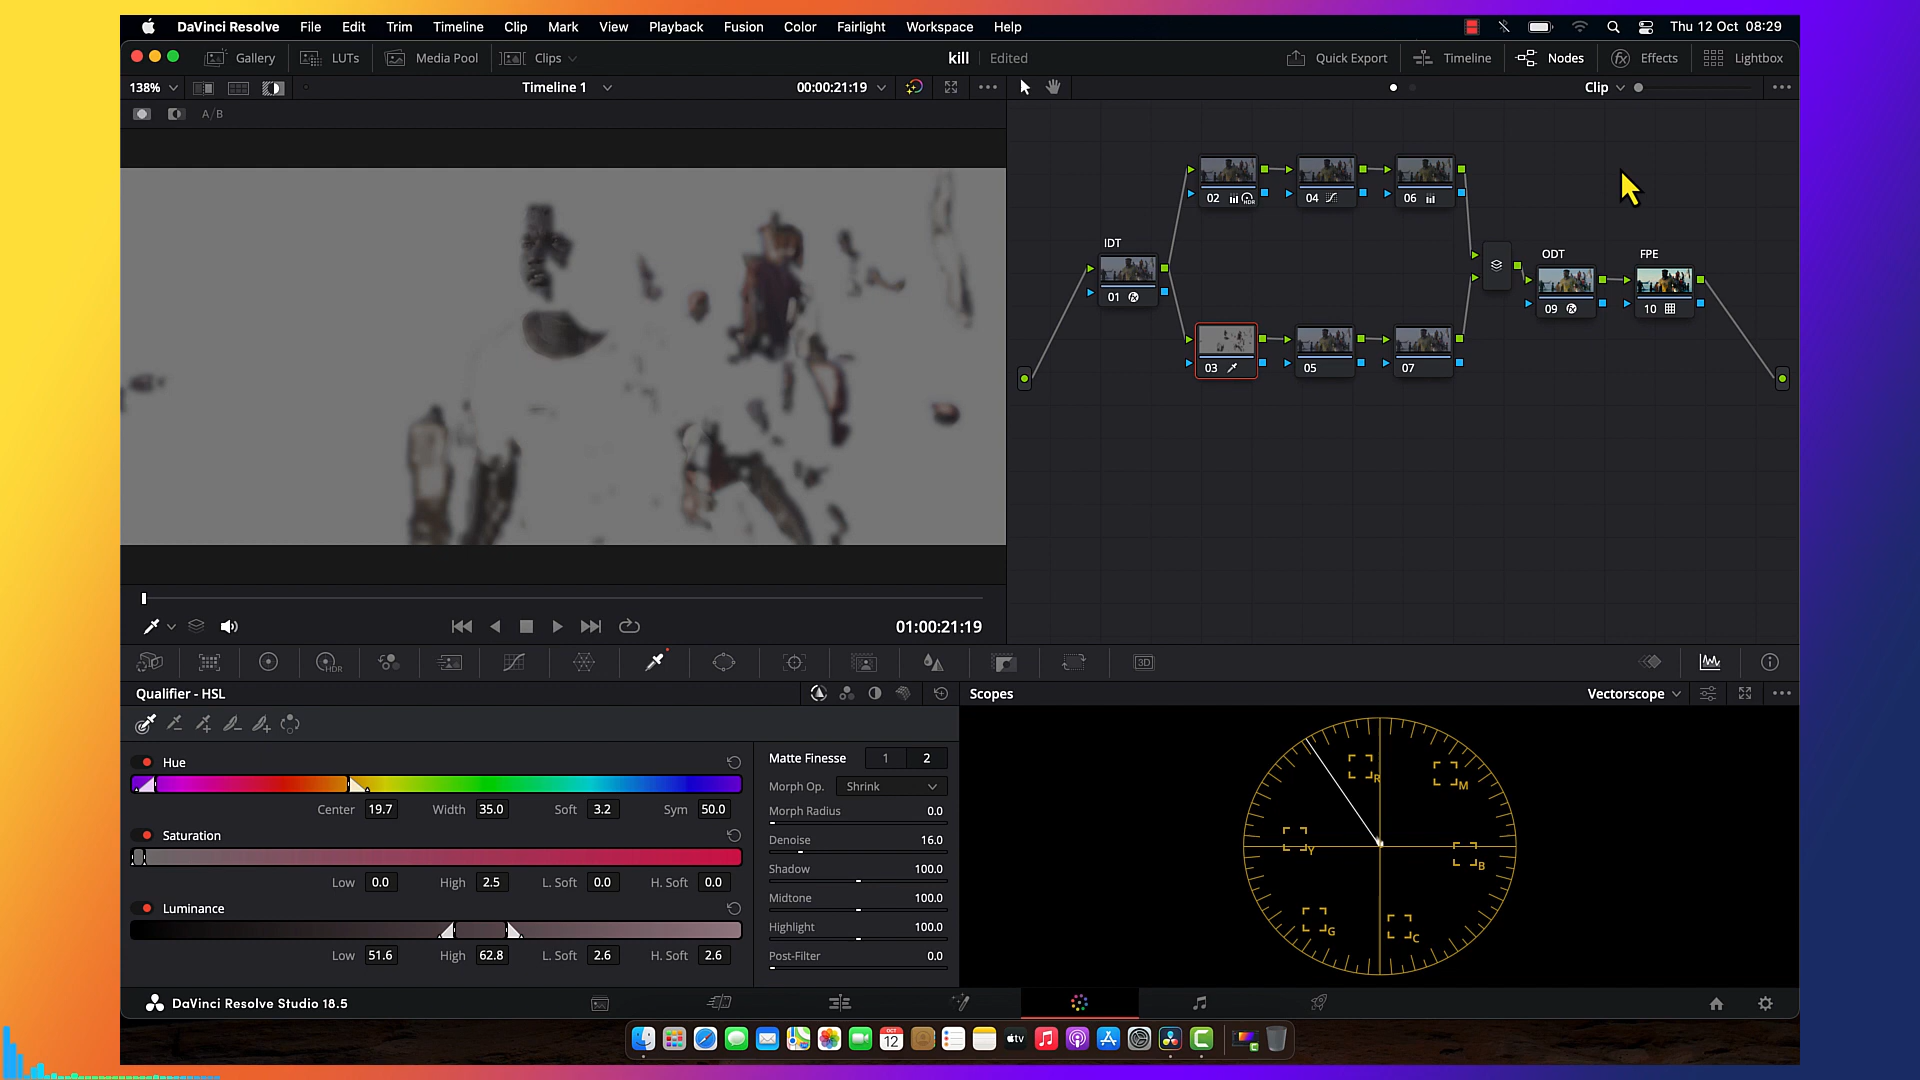 DaVinci Resolve File Edit Trim Timeline Clip Mark View Playback Fusion Color Fairlight Workspace Help Thu 12 Oct 08:29
Gallery LUTs Media Pool Clips kill Edited Quick Export Timeline Nodes Effects Lightbox
138% Timeline 1 00:00:21:19 Clip
A/B
02 HDR 04 06
IDT
01
ODT FPE
09 10
03 05 07
01:00:21:19
HDR 3D
Qualifier - HSL Scopes Vectorscope
Hue
Center 19.7 Width 35.0 Soft 3.2 Sym 50.0
Saturation
Low 0.0 High 2.5 L. Soft 0.0 H. Soft 0.0
Luminance
Low 51.6 High 62.8 L. Soft 2.6 H. Soft 2.6
Matte Finesse 1 2
Morph Op. Shrink
Morph Radius 0.0
Denoise 16.0
Shadow 100.0
Midtone 100.0
Highlight 100.0
Post-Filter 0.0
R M
Y B
G C
DaVinci Resolve Studio 18.5
OCT
12
tv